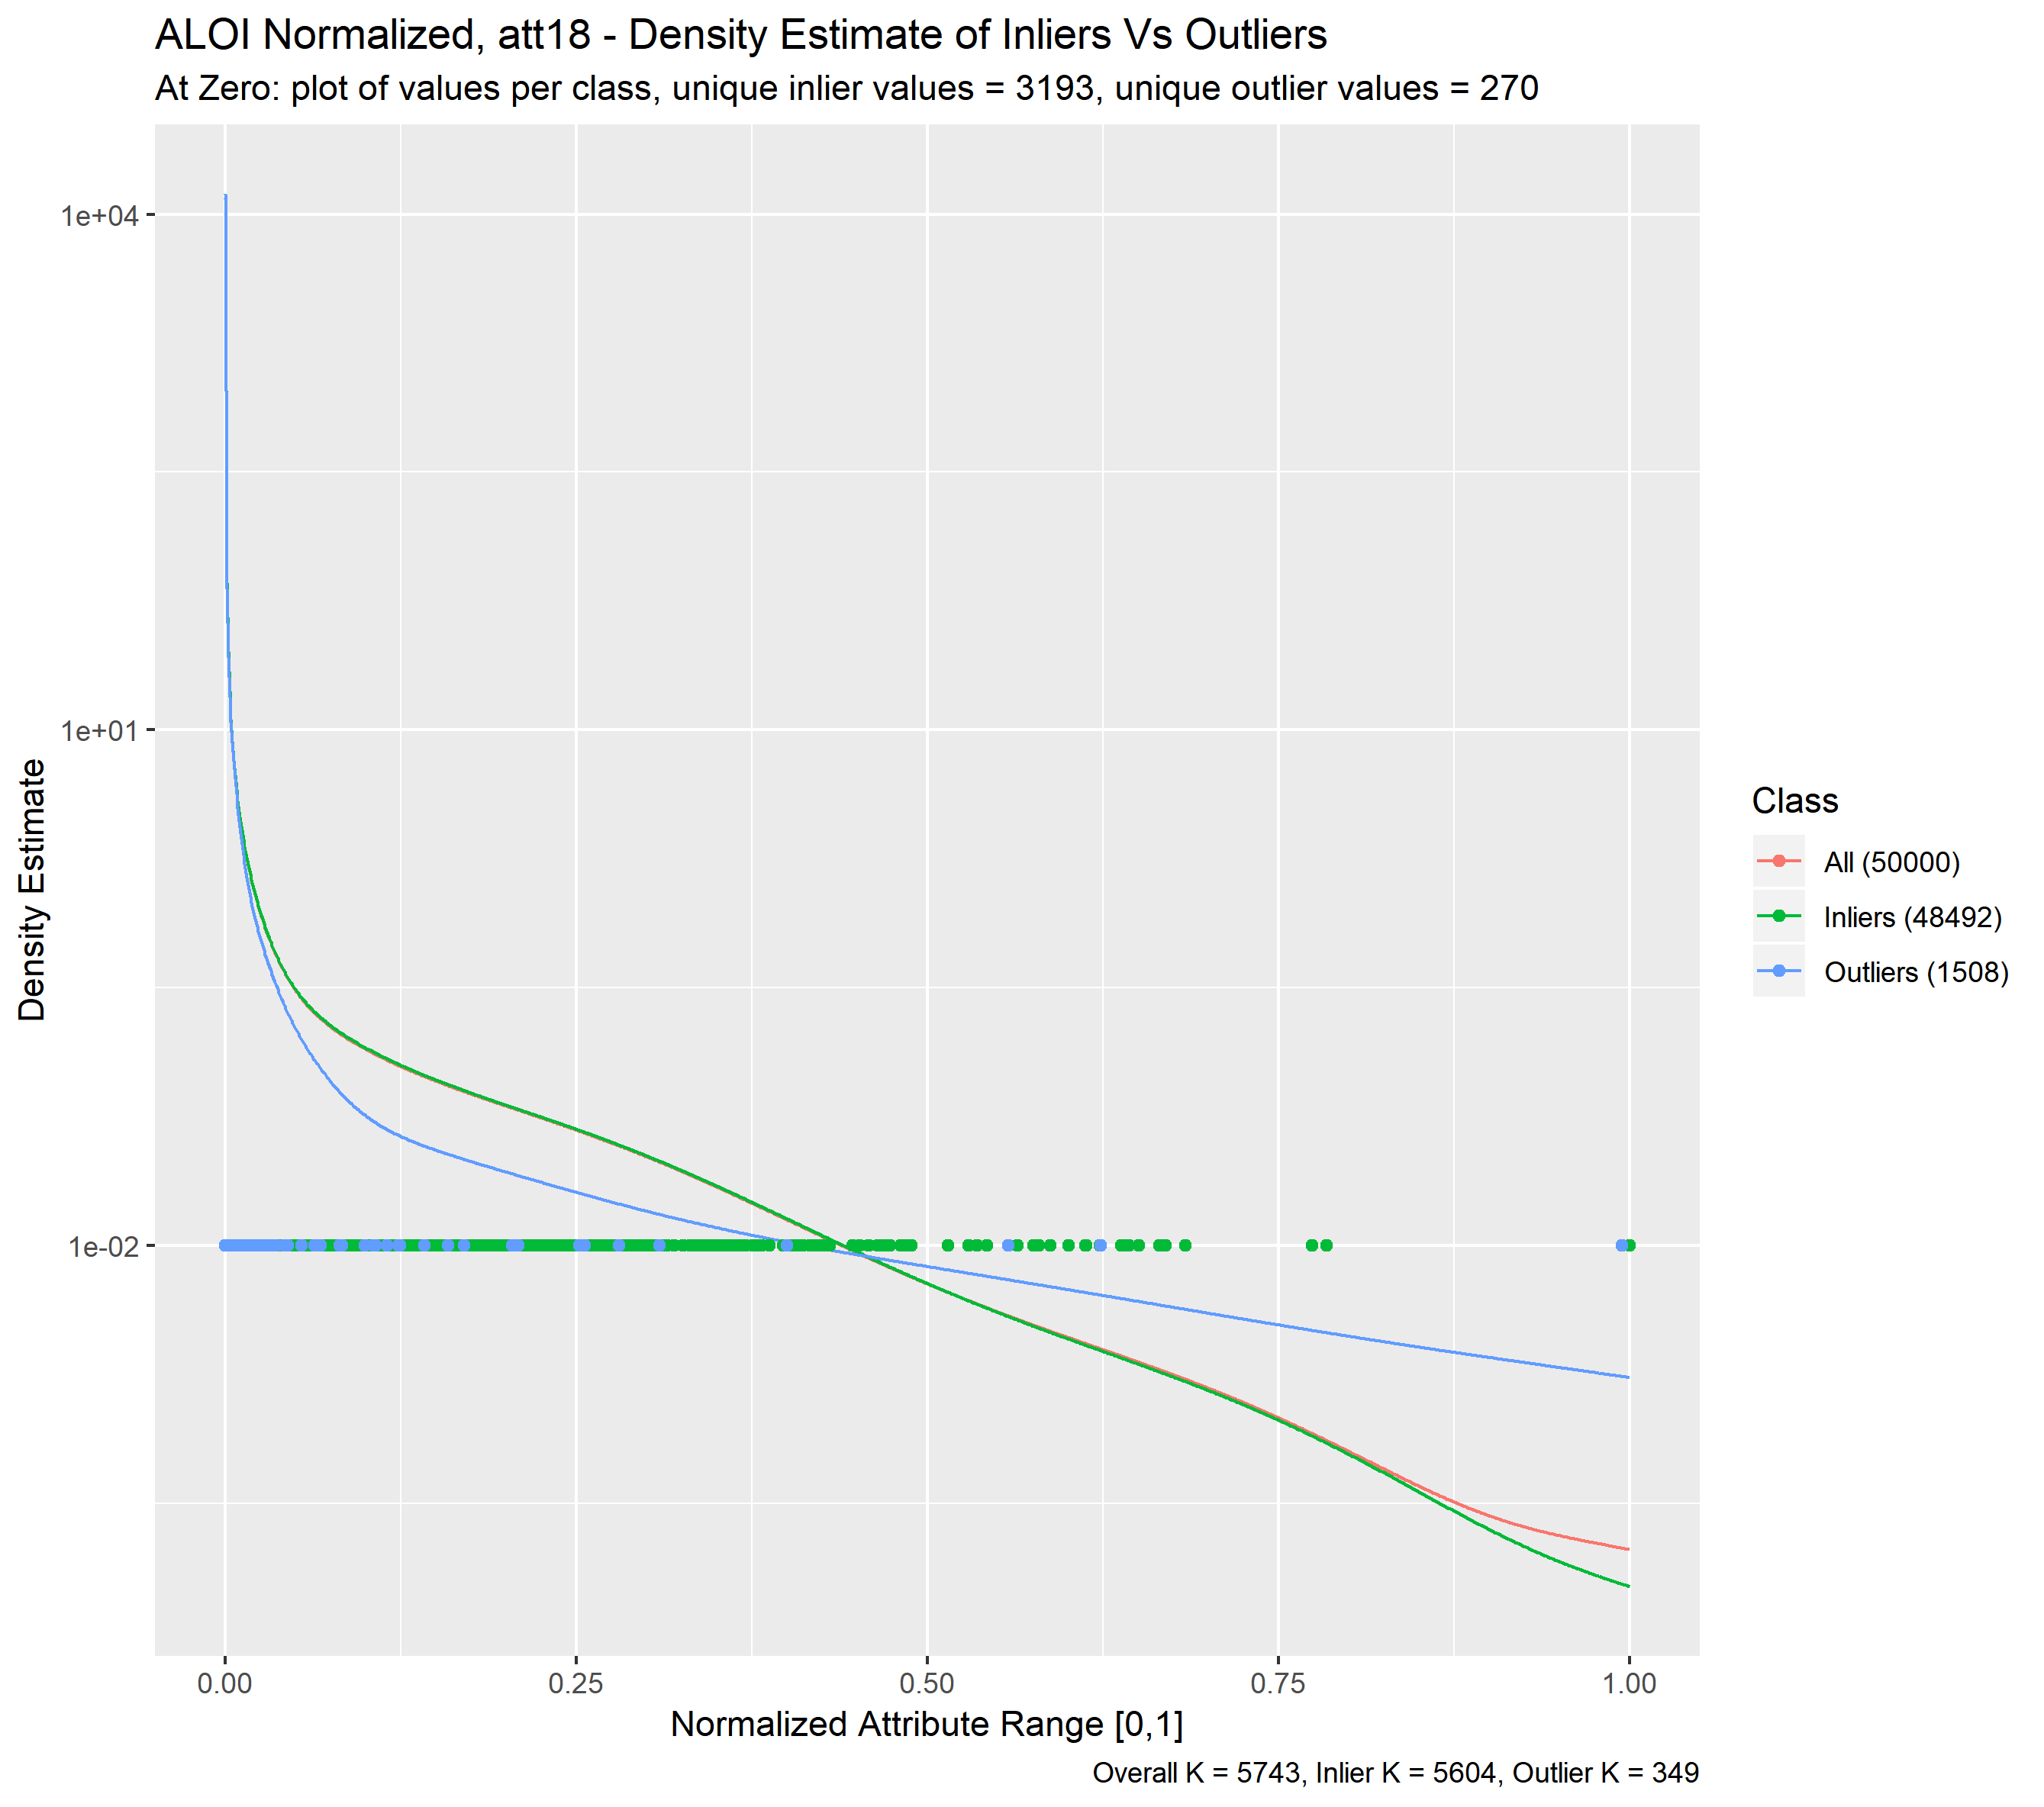 ALOI Normalized, att18 - Density Estimate of Inliers Vs Outliers
At Zero: plot of values per class, unique inlier values = 3193, unique outlier values = 270
1e+04
1e+01
1e-02
Density Estimate
0.00
0.25
0.50
0.75
1.00
Normalized Attribute Range [0,1]
Overall K = 5743, Inlier K = 5604, Outlier K = 349
Class
All (50000)
Inliers (48492)
Outliers (1508)